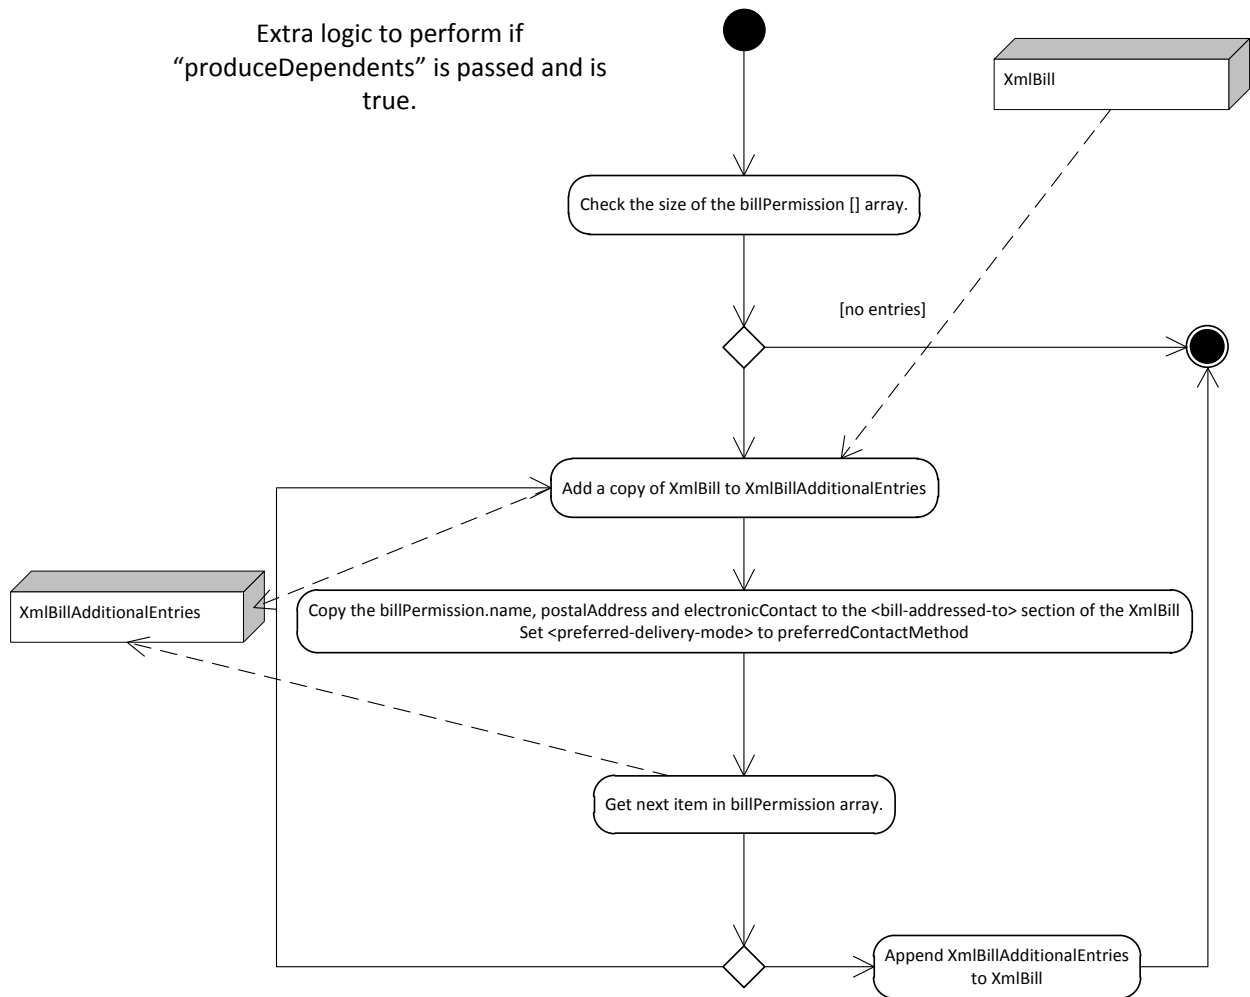 Extra logic to perform if
“produceDependents” is passed and is
true.
XmlBill
Check the size of the billPermission [] array.
[no entries]
Add a copy of XmlBill to XmlBillAdditionalEntries
XmlBillAdditionalEntries
Copy the billPermission.name, postalAddress and electronicContact to the <bill-addressed-to> section of the XmlBill
Set <preferred-delivery-mode> to preferredContactMethod
Get next item in billPermission array.
Append XmlBillAdditionalEntries
to XmlBill